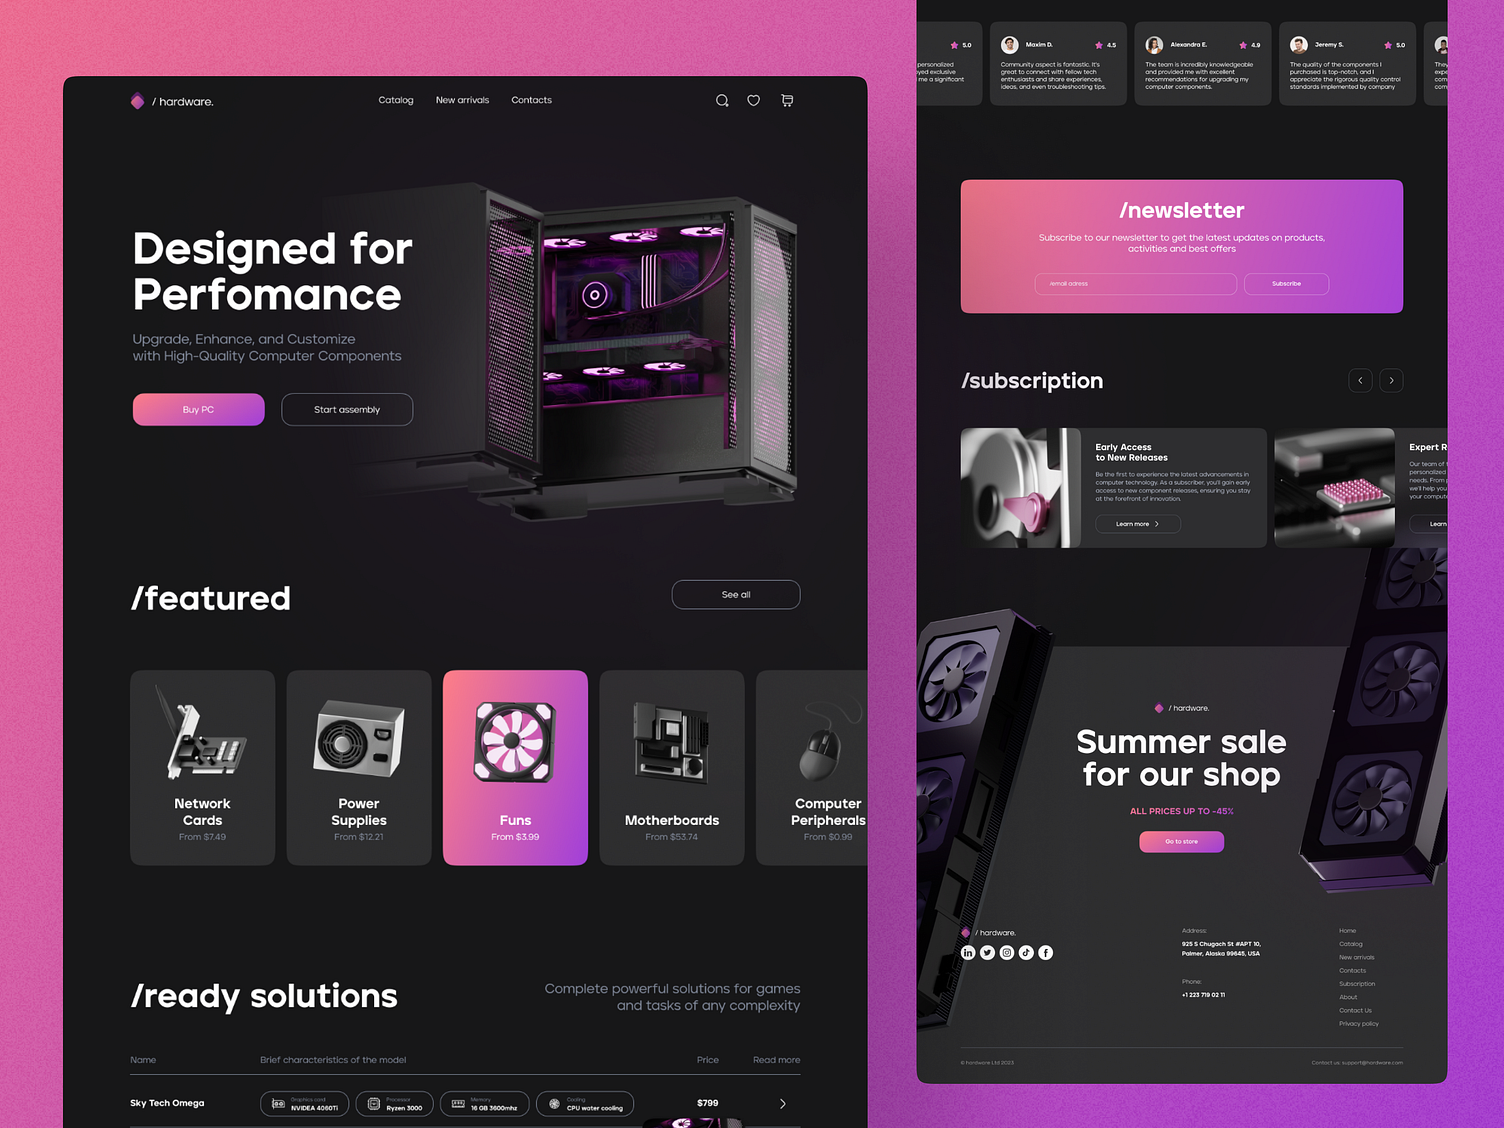 / hardware.
Catalog
New arrivals
Contacts
Designed for
Perfomance
Upgrade, Enhance, and Customize
with High-Quality Computer Components
Buy PC
Start assembly
/featured
See all
Network
Cards
From $7.49
Power
Supplies
From $12.21
Funs
From $3.99
Motherboards
From $53.74
Computer
Peripherals
From $0.99
/ready solutions
Complete powerful solutions for games
and tasks of any complexity
Name
Brief characteristics of the model
Price
Read more
Sky Tech Omega
Graphics card
NVIDEA 4060Ti
Processor
Ryzen 3000
Memory
16 GB 3600mhz
Cooling
CPU water cooling
$799
5.0
personalized
yed exclusive
me a significant
Maxim D.
4.5
Community aspect is fantastic. It's
great to connect with fellow tech
enthusiasts and share experiences,
ideas, and even troubleshooting tips.
Alexandra E.
4.9
The team is incredibly knowledgeable
and provided me with excellent
recommendations for upgrading my
computer components.
Jeremy S.
5.0
The quality of the components I
purchased is top-notch, and I
appreciate the rigorous quality control
standards implemented by company
They
expe
com
com
/newsletter
Subscribe to our newsletter to get the latest updates on products,
activities and best offers
/email adress
Subscribe
/subscription
Early Access
to New Releases
Be the first to experience the latest advancements in
computer technology. As a subscriber, you'll gain early
access to new component releases, ensuring you stay
at the forefront of innovation.
Learn more
Expert R
Our team of
personalized
needs. From
we'll help you
your compute
Learn
/ hardware.
Summer sale
for our shop
ALL PRICES UP TO -45%
Go to store
/ hardware.
Address:
925 S Chugach St #APT 10,
Palmer, Alaska 99645, USA
Phone:
+1 223 719 02 11
Home
Catalog
New arrivals
Contacts
Subscription
About
Contact Us
Privacy policy
© hardware Ltd 2023
Contact us: support@hardware.com